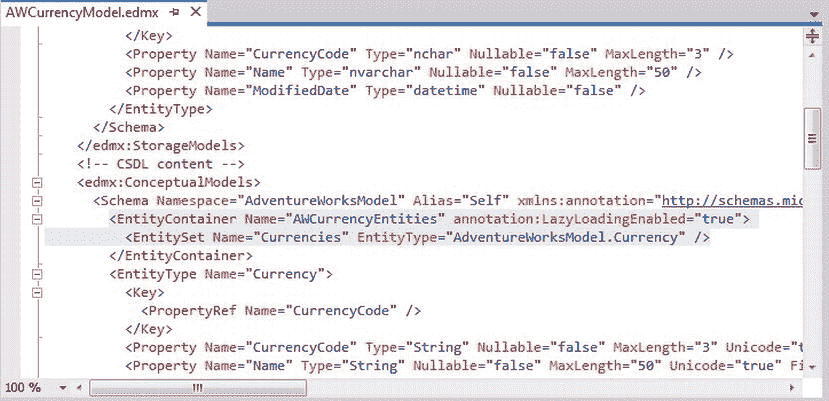 AWCurrencyModel.edmx
</Key>
<Property Name="CurrencyCode" Type="nchar" Nullable="false" MaxLength="3" />
<Property Name="Name" Type="nvarchar" Nullable="false" MaxLength="50" />
<Property Name="ModifiedDate" Type="datetime" Nullable="false" />
</EntityType>
</Schema>
</edmx:StorageModels>
<!-- CSDL content -->
<edmx:ConceptualModels>
<Schema Namespace="AdventureWorksModel" Alias="Self" xmlns:annotation="http://schemas.mic
<EntityContainer Name="AWCurrencyEntities" annotation:LazyLoadingEnabled="true">
<EntitySet Name="Currencies" EntityType="AdventureWorksModel.Currency" />
</EntityContainer>
<EntityType Name="Currency">
<Key>
<PropertyRef Name="CurrencyCode" />
</Key>
<Property Name="CurrencyCode" Type="String" Nullable="false" MaxLength="3" Unicode="t
<Property Name="Name" Type="String" Nullable="false" MaxLength="50" Unicode="true" Fi
100 %